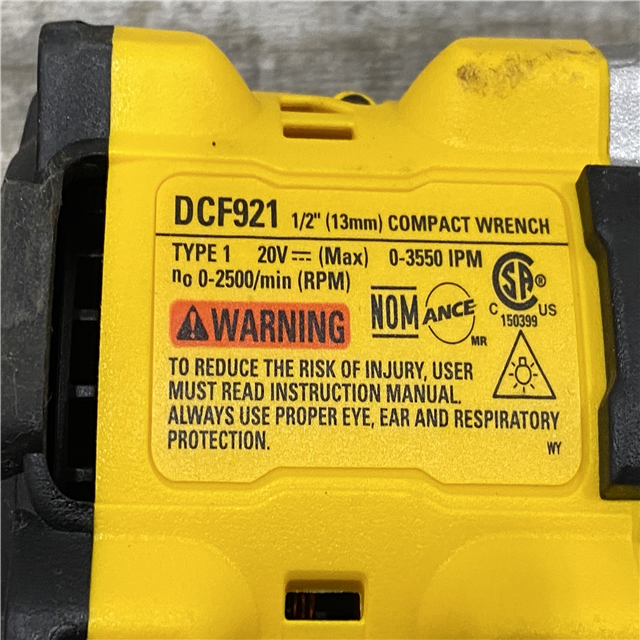 DCF921 1/2" (13mm) COMPACT WRENCH
TYPE 1 20V⎓ (Max) 0-3550 IPM
no 0-2500/min (RPM)
WARNING
NOM
ANCE
MR
CSA®
C US
150399
TO REDUCE THE RISK OF INJURY, USER
MUST READ INSTRUCTION MANUAL.
ALWAYS USE PROPER EYE, EAR AND RESPIRATORY
PROTECTION.
WY